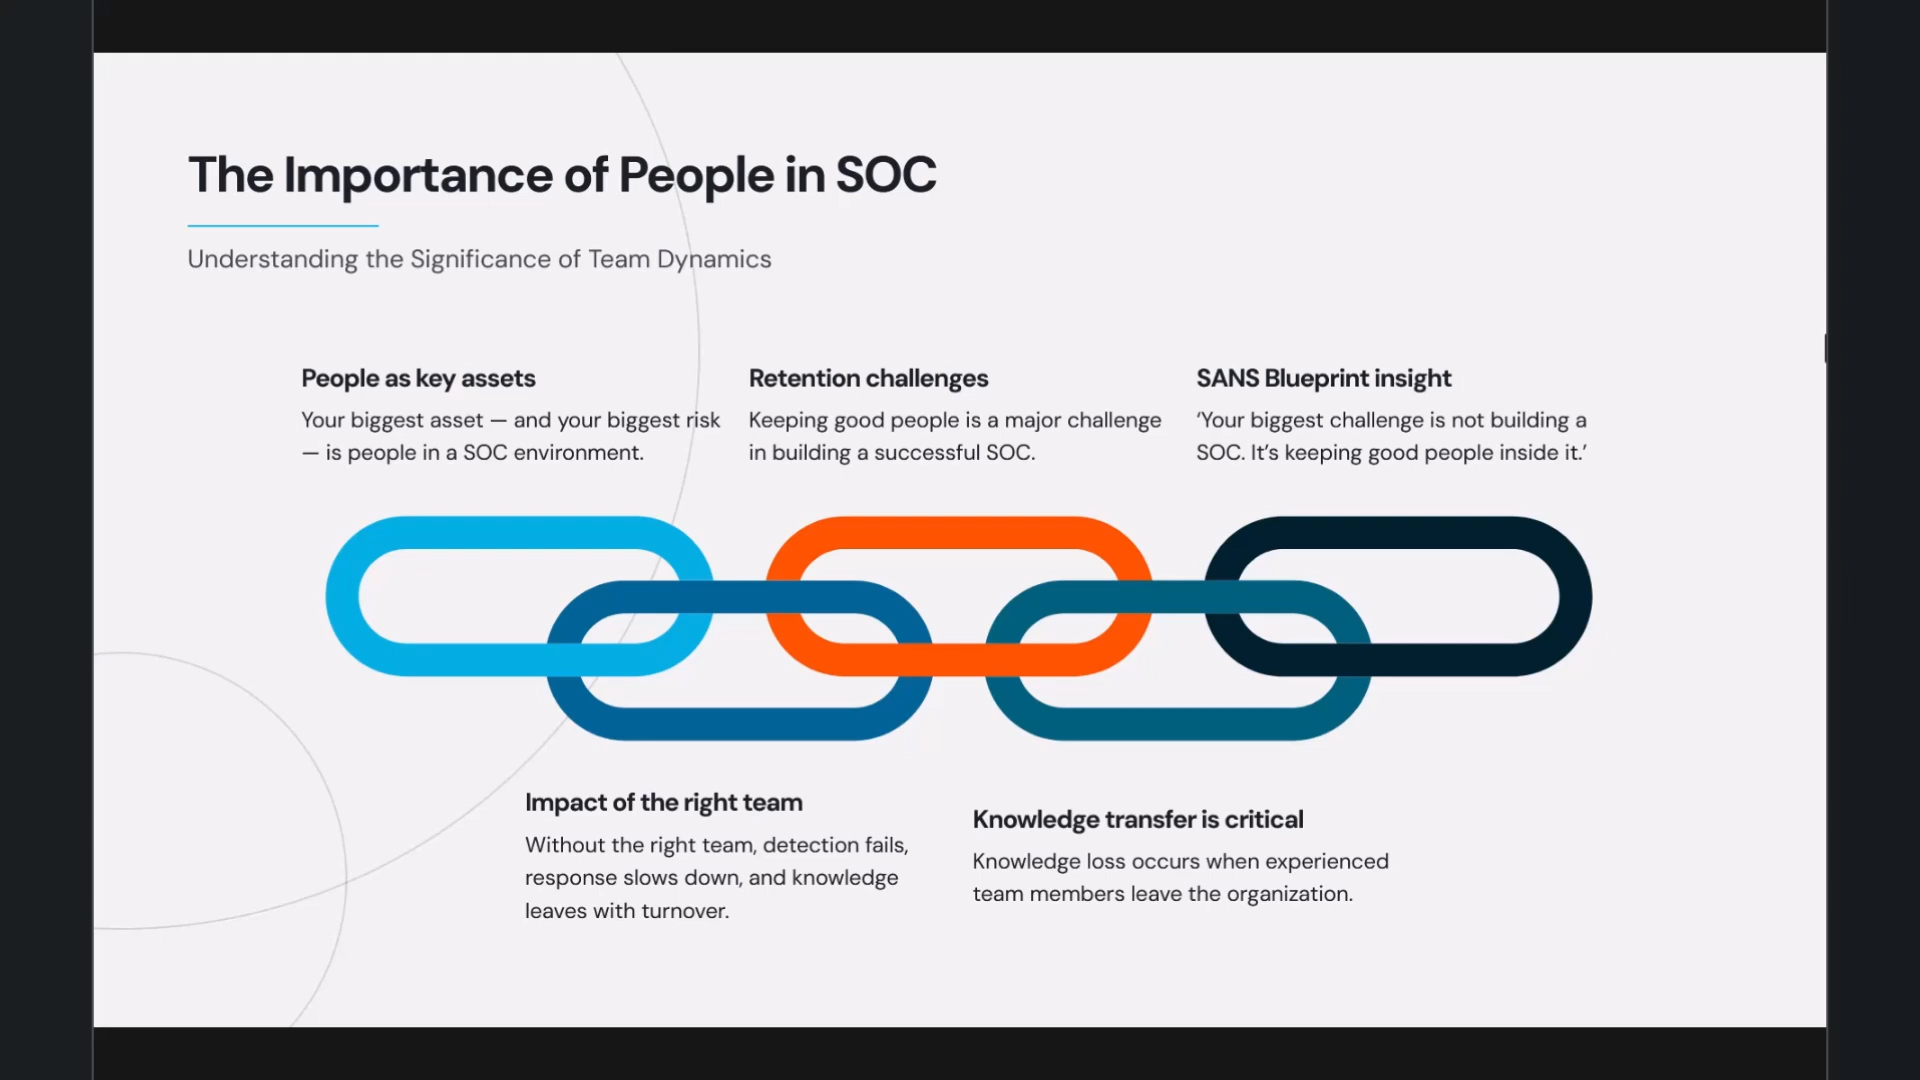 The Importance of People in SOC
Understanding the Significance of Team Dynamics
People as key assets
Your biggest asset — and your biggest risk
— is people in a SOC environment.
Retention challenges
Keeping good people is a major challenge
in building a successful SOC.
SANS Blueprint insight
‘Your biggest challenge is not building a
SOC. It’s keeping good people inside it.’
Impact of the right team
Without the right team, detection fails,
response slows down, and knowledge
leaves with turnover.
Knowledge transfer is critical
Knowledge loss occurs when experienced
team members leave the organization.